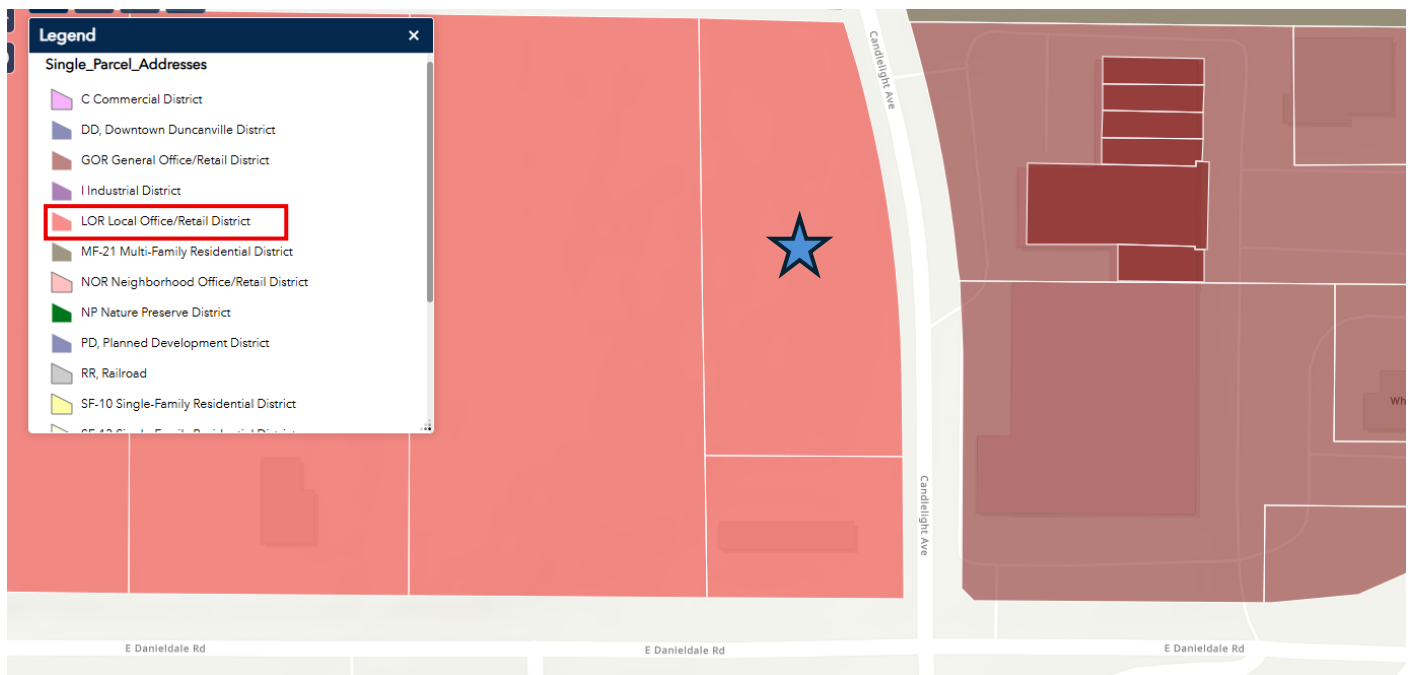 Legend
×
Single_Parcel_Addresses
C Commercial District
DD, Downtown Duncanville District
GOR General Office/Retail District
I Industrial District
LOR Local Office/Retail District
MF-21 Multi-Family Residential District
NOR Neighborhood Office/Retail District
NP Nature Preserve District
PD, Planned Development District
RR, Railroad
SF-10 Single-Family Residential District
Candlelight Ave
Wh
Candlelight Ave
E Danieldale Rd
E Danieldale Rd
E Danieldale Rd